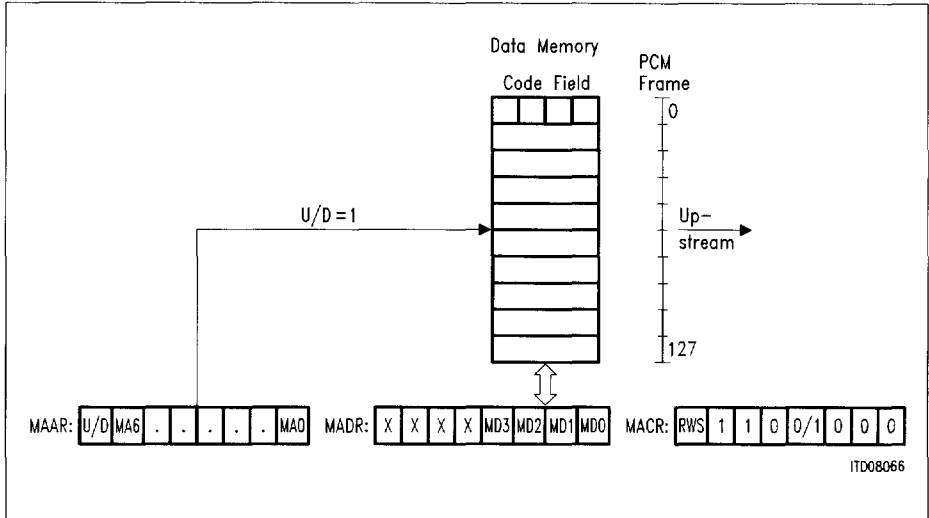 Data Memory
Code Field
PCM
Frame
0
U/D=1
Up-
stream
127
MAAR: U/D MA6 . . . . . MA0
MADR: X X X X MD3 MD2 MD1 MD0
MACR: RWS 1 1 0 0/1 0 0 0
ITD08066